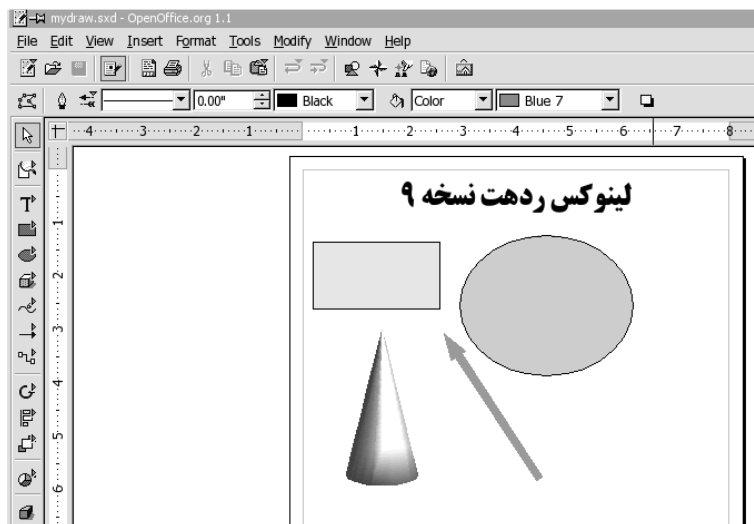 mydraw.sxd - OpenOffice.org 1.1
File Edit View Insert Format Tools Modify Window Help
0.00" Black Color Blue 7
4 3 2 1 1 2 3 4 5 6 7 8
لینوکس ردهت نسخه ۹
1
2
3
4
5
6